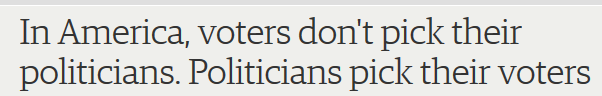 In America, voters don't pick their
politicians. Politicians pick their voters